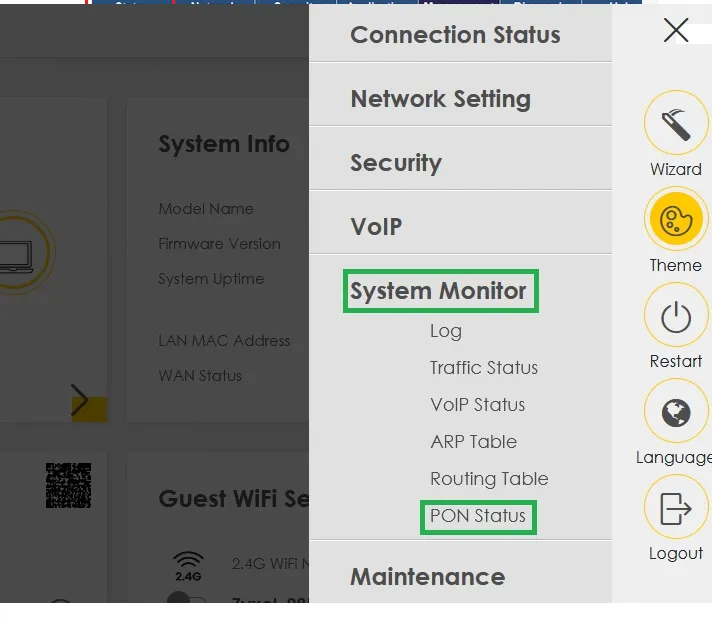 Connection Status
Network Setting
Security
VoIP
System Monitor
Log
Traffic Status
VoIP Status
ARP Table
Routing Table
PON Status
Maintenance
Wizard
Theme
Restart
Language
Logout
System Info
Model Name
Firmware Version
System Uptime
LAN MAC Address
WAN Status
Guest WiFi Se
2.4G
2.4G WiFi N